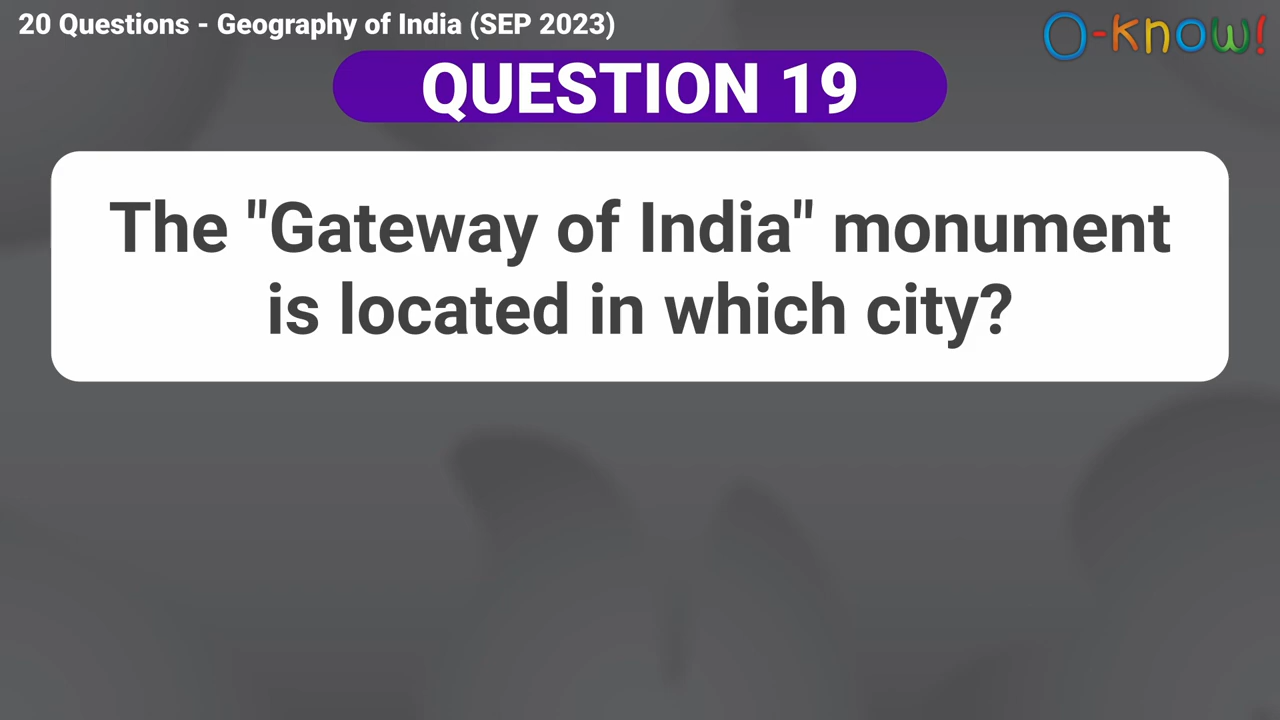 20 Questions - Geography of India (SEP 2023)
O-know!
QUESTION 19
The "Gateway of India" monument
is located in which city?